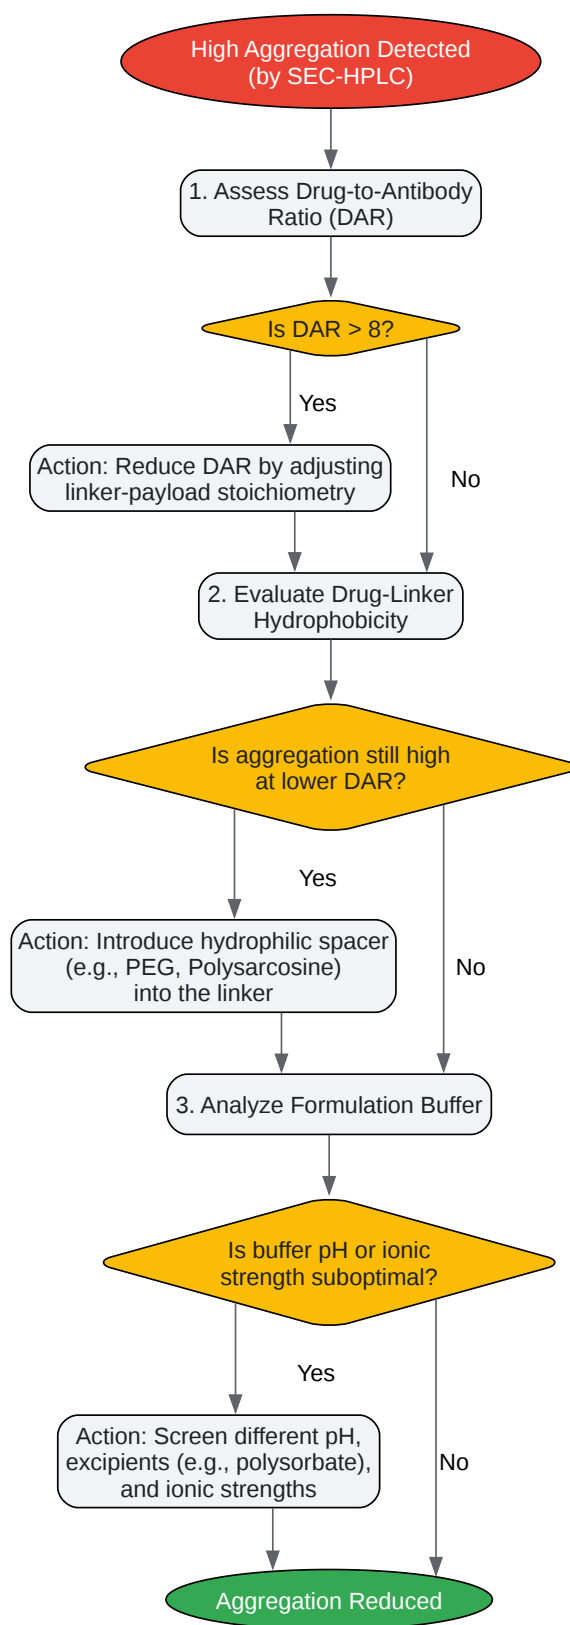 High Aggregation Detected
(by SEC-HPLC)
1. Assess Drug-to-Antibody
Ratio (DAR)
Is DAR > 8?
Yes
Action: Reduce DAR by adjusting
linker-payload stoichiometry
No
2. Evaluate Drug-Linker
Hydrophobicity
Is aggregation still high
at lower DAR?
Yes
Action: Introduce hydrophilic spacer
(e.g., PEG, Polysarcosine)
into the linker
No
3. Analyze Formulation Buffer
Is buffer pH or ionic
strength suboptimal?
Yes
Action: Screen different pH,
excipients (e.g., polysorbate),
and ionic strengths
No
Aggregation Reduced